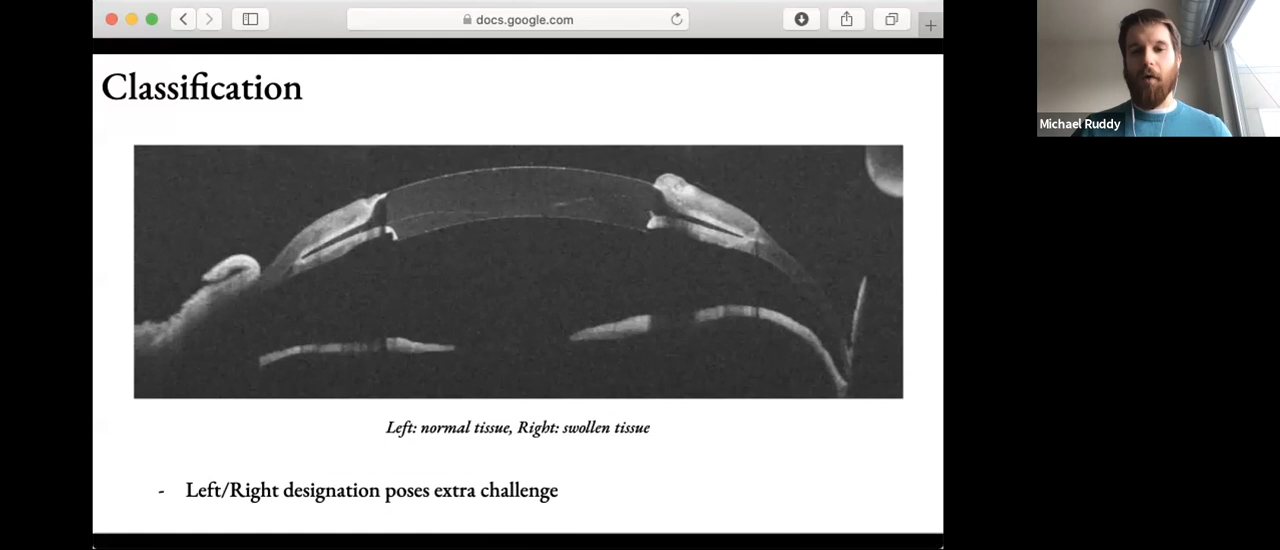 docs.google.com
Classification
Michael Ruddy
Left: normal tissue, Right: swollen tissue
- Left/Right designation poses extra challenge